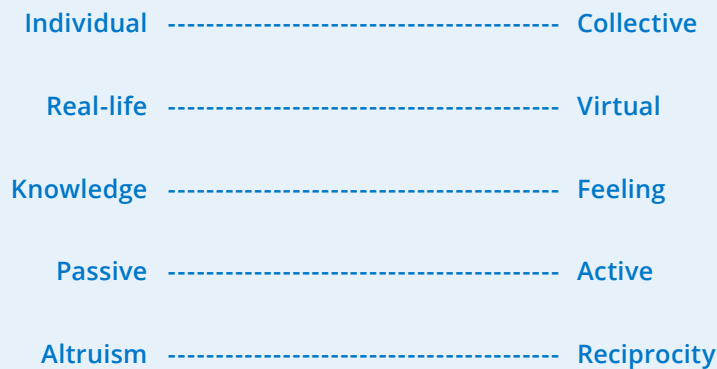 Individual --------------------------------------- Collective
Real-life --------------------------------------- Virtual
Knowledge --------------------------------------- Feeling
Passive --------------------------------------- Active
Altruism --------------------------------------- Reciprocity